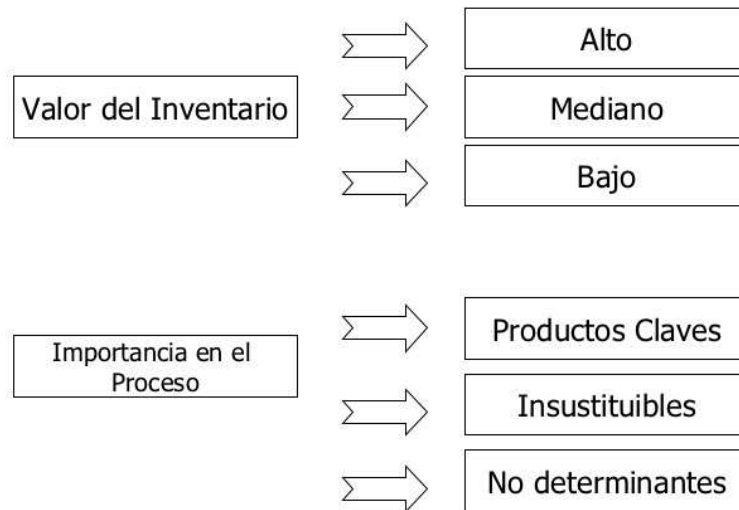 Valor del Inventario
Alto
Mediano
Bajo
Importancia en el
Proceso
Productos Claves
Insustituibles
No determinantes